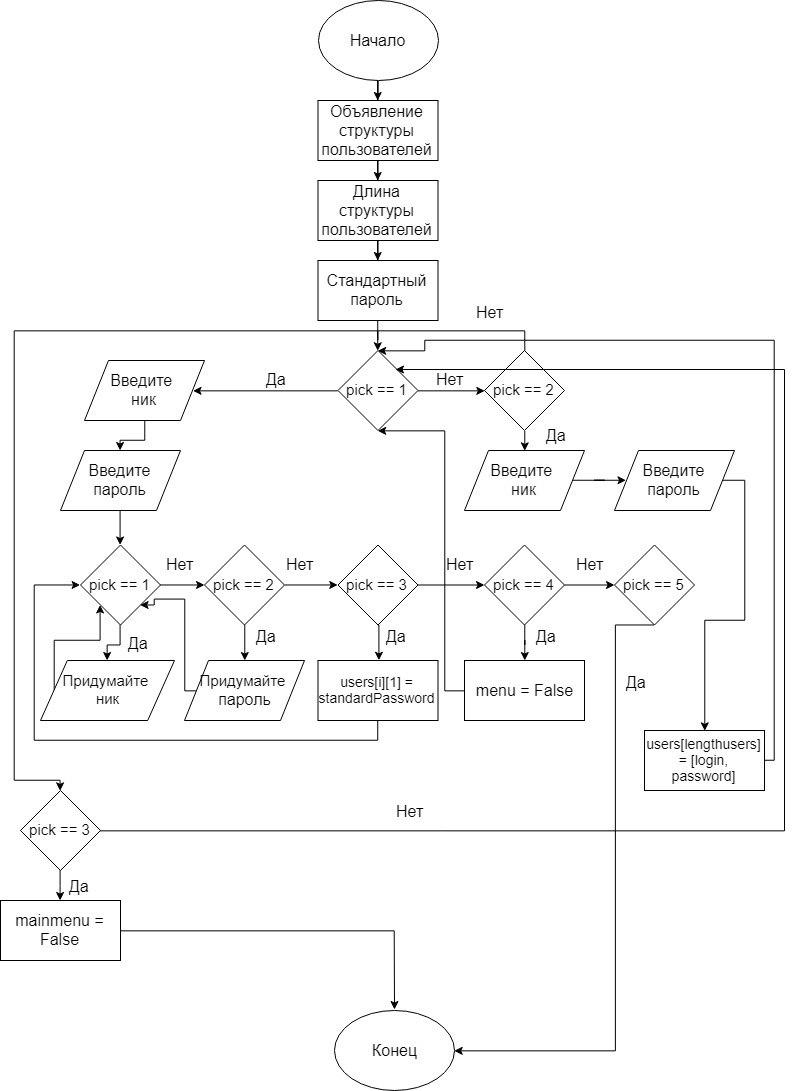 Начало
Объявление
структуры
пользователей
Длина
структуры
пользователей
Стандартный
пароль
Нет
Введите
ник
Да
pick == 1
Нет
pick == 2
Да
Введите
пароль
Введите
ник
Введите
пароль
pick == 1
Нет
pick == 2
Нет
pick == 3
Нет
pick == 4
Нет
pick == 5
Да
Да
Да
Да
Придумайте
ник
Придумайте
пароль
users[i][1] =
standardPassword
menu = False
Да
users[lengthusers]
= [login,
password]
pick == 3
Нет
Да
mainmenu =
False
Конец